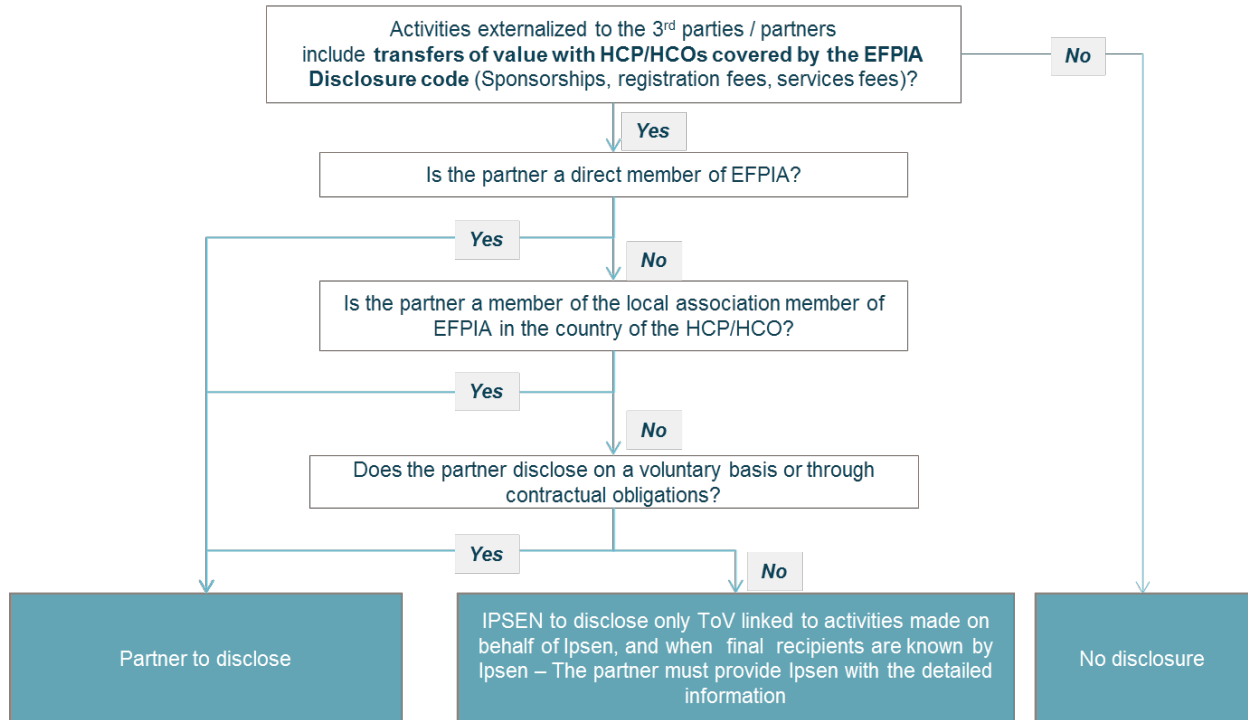 Activities externalized to the 3rd parties / partners
include transfers of value with HCP/HCOs covered by the EFPIA
Disclosure code (Sponsorships, registration fees, services fees)?
No
Yes
Is the partner a direct member of EFPIA?
Yes
No
Is the partner a member of the local association member of
EFPIA in the country of the HCP/HCO?
Yes
No
Does the partner disclose on a voluntary basis or through
contractual obligations?
Yes
No
Partner to disclose
IPSEN to disclose only ToV linked to activities made on
behalf of Ipsen, and when final recipients are known by
Ipsen – The partner must provide Ipsen with the detailed
information
No disclosure